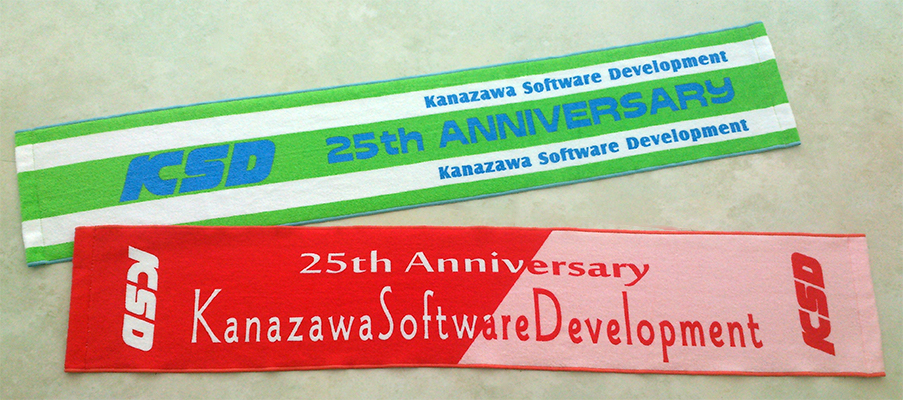 Kanazawa Software Development
KSD 25th ANNIVERSARY
Kanazawa Software Development
KSD
25th Anniversary
KanazawaSoftwareDevelopment
KSD